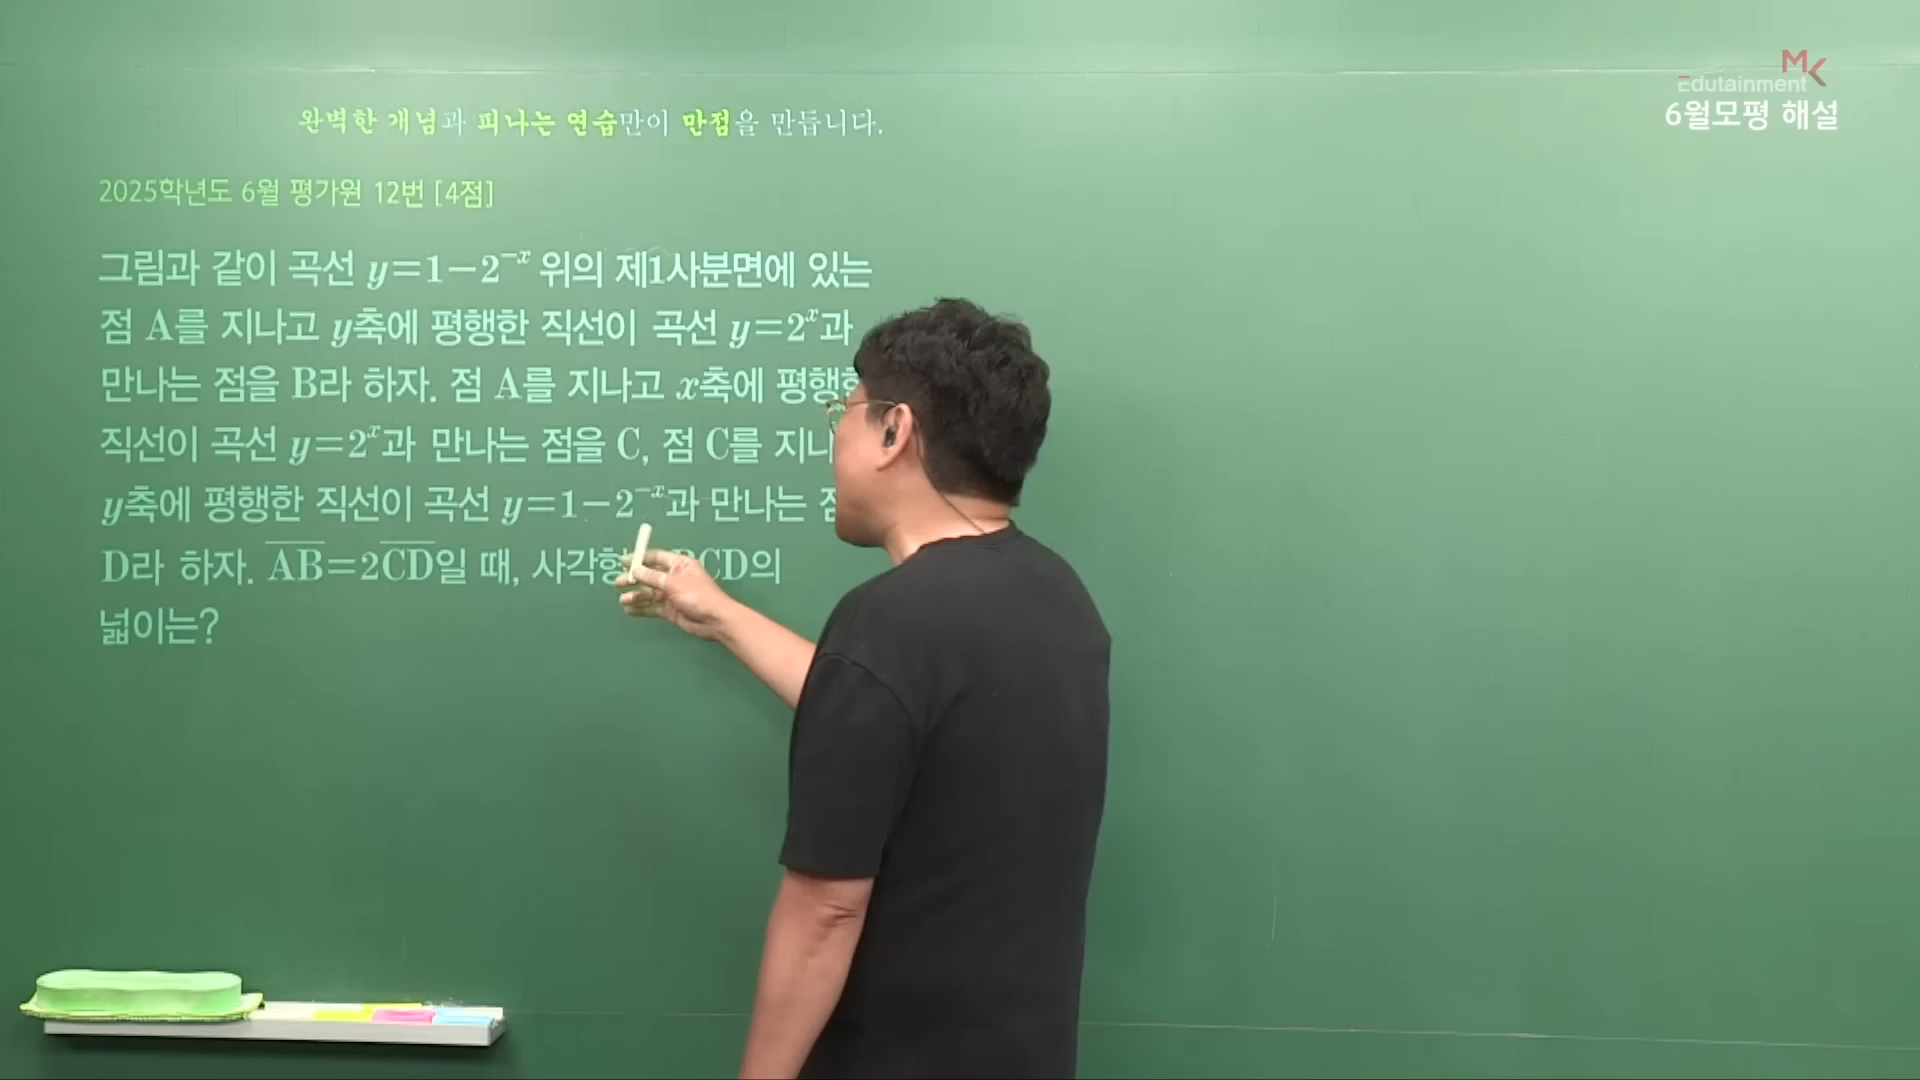 MK
Edutainment
6월모평 해설
완벽한 개념과 피나는 연습만이 만점을 만듭니다.
2025학년도 6월 평가원 12번 [4점]
그림과 같이 곡선 y=1-2⁻ˣ 위의 제1사분면에 있는
점 A를 지나고 y축에 평행한 직선이 곡선 y=2ˣ과
만나는 점을 B라 하자. 점 A를 지나고 x축에
직선이 곡선 y=2ˣ과 만나는 점을 C, 점 C를
y축에 평행한 직선이 곡선 y=1-2⁻ˣ과 만나는
D라 하자. A̅B̅=2C̅D̅일 때, 사각형 BCD의
넓이는?